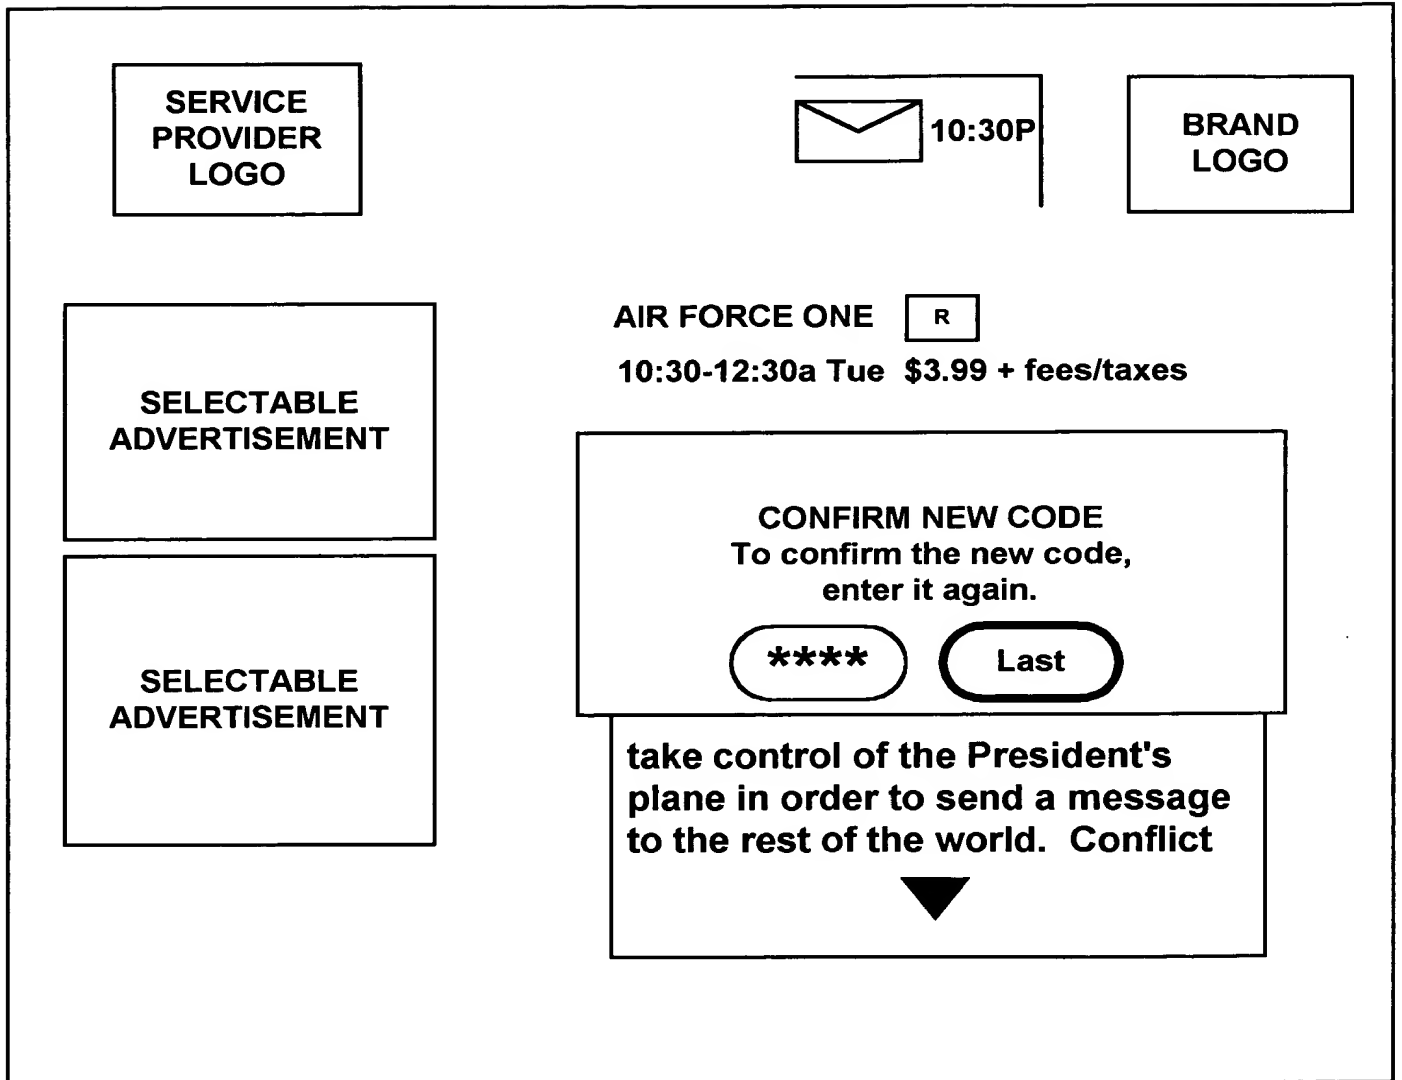 SERVICE
PROVIDER
LOGO
10:30P
BRAND
LOGO
AIR FORCE ONE R
10:30-12:30a Tue $3.99 + fees/taxes
SELECTABLE
ADVERTISEMENT
CONFIRM NEW CODE
To confirm the new code,
enter it again.
**** Last
SELECTABLE
ADVERTISEMENT
take control of the President's
plane in order to send a message
to the rest of the world. Conflict